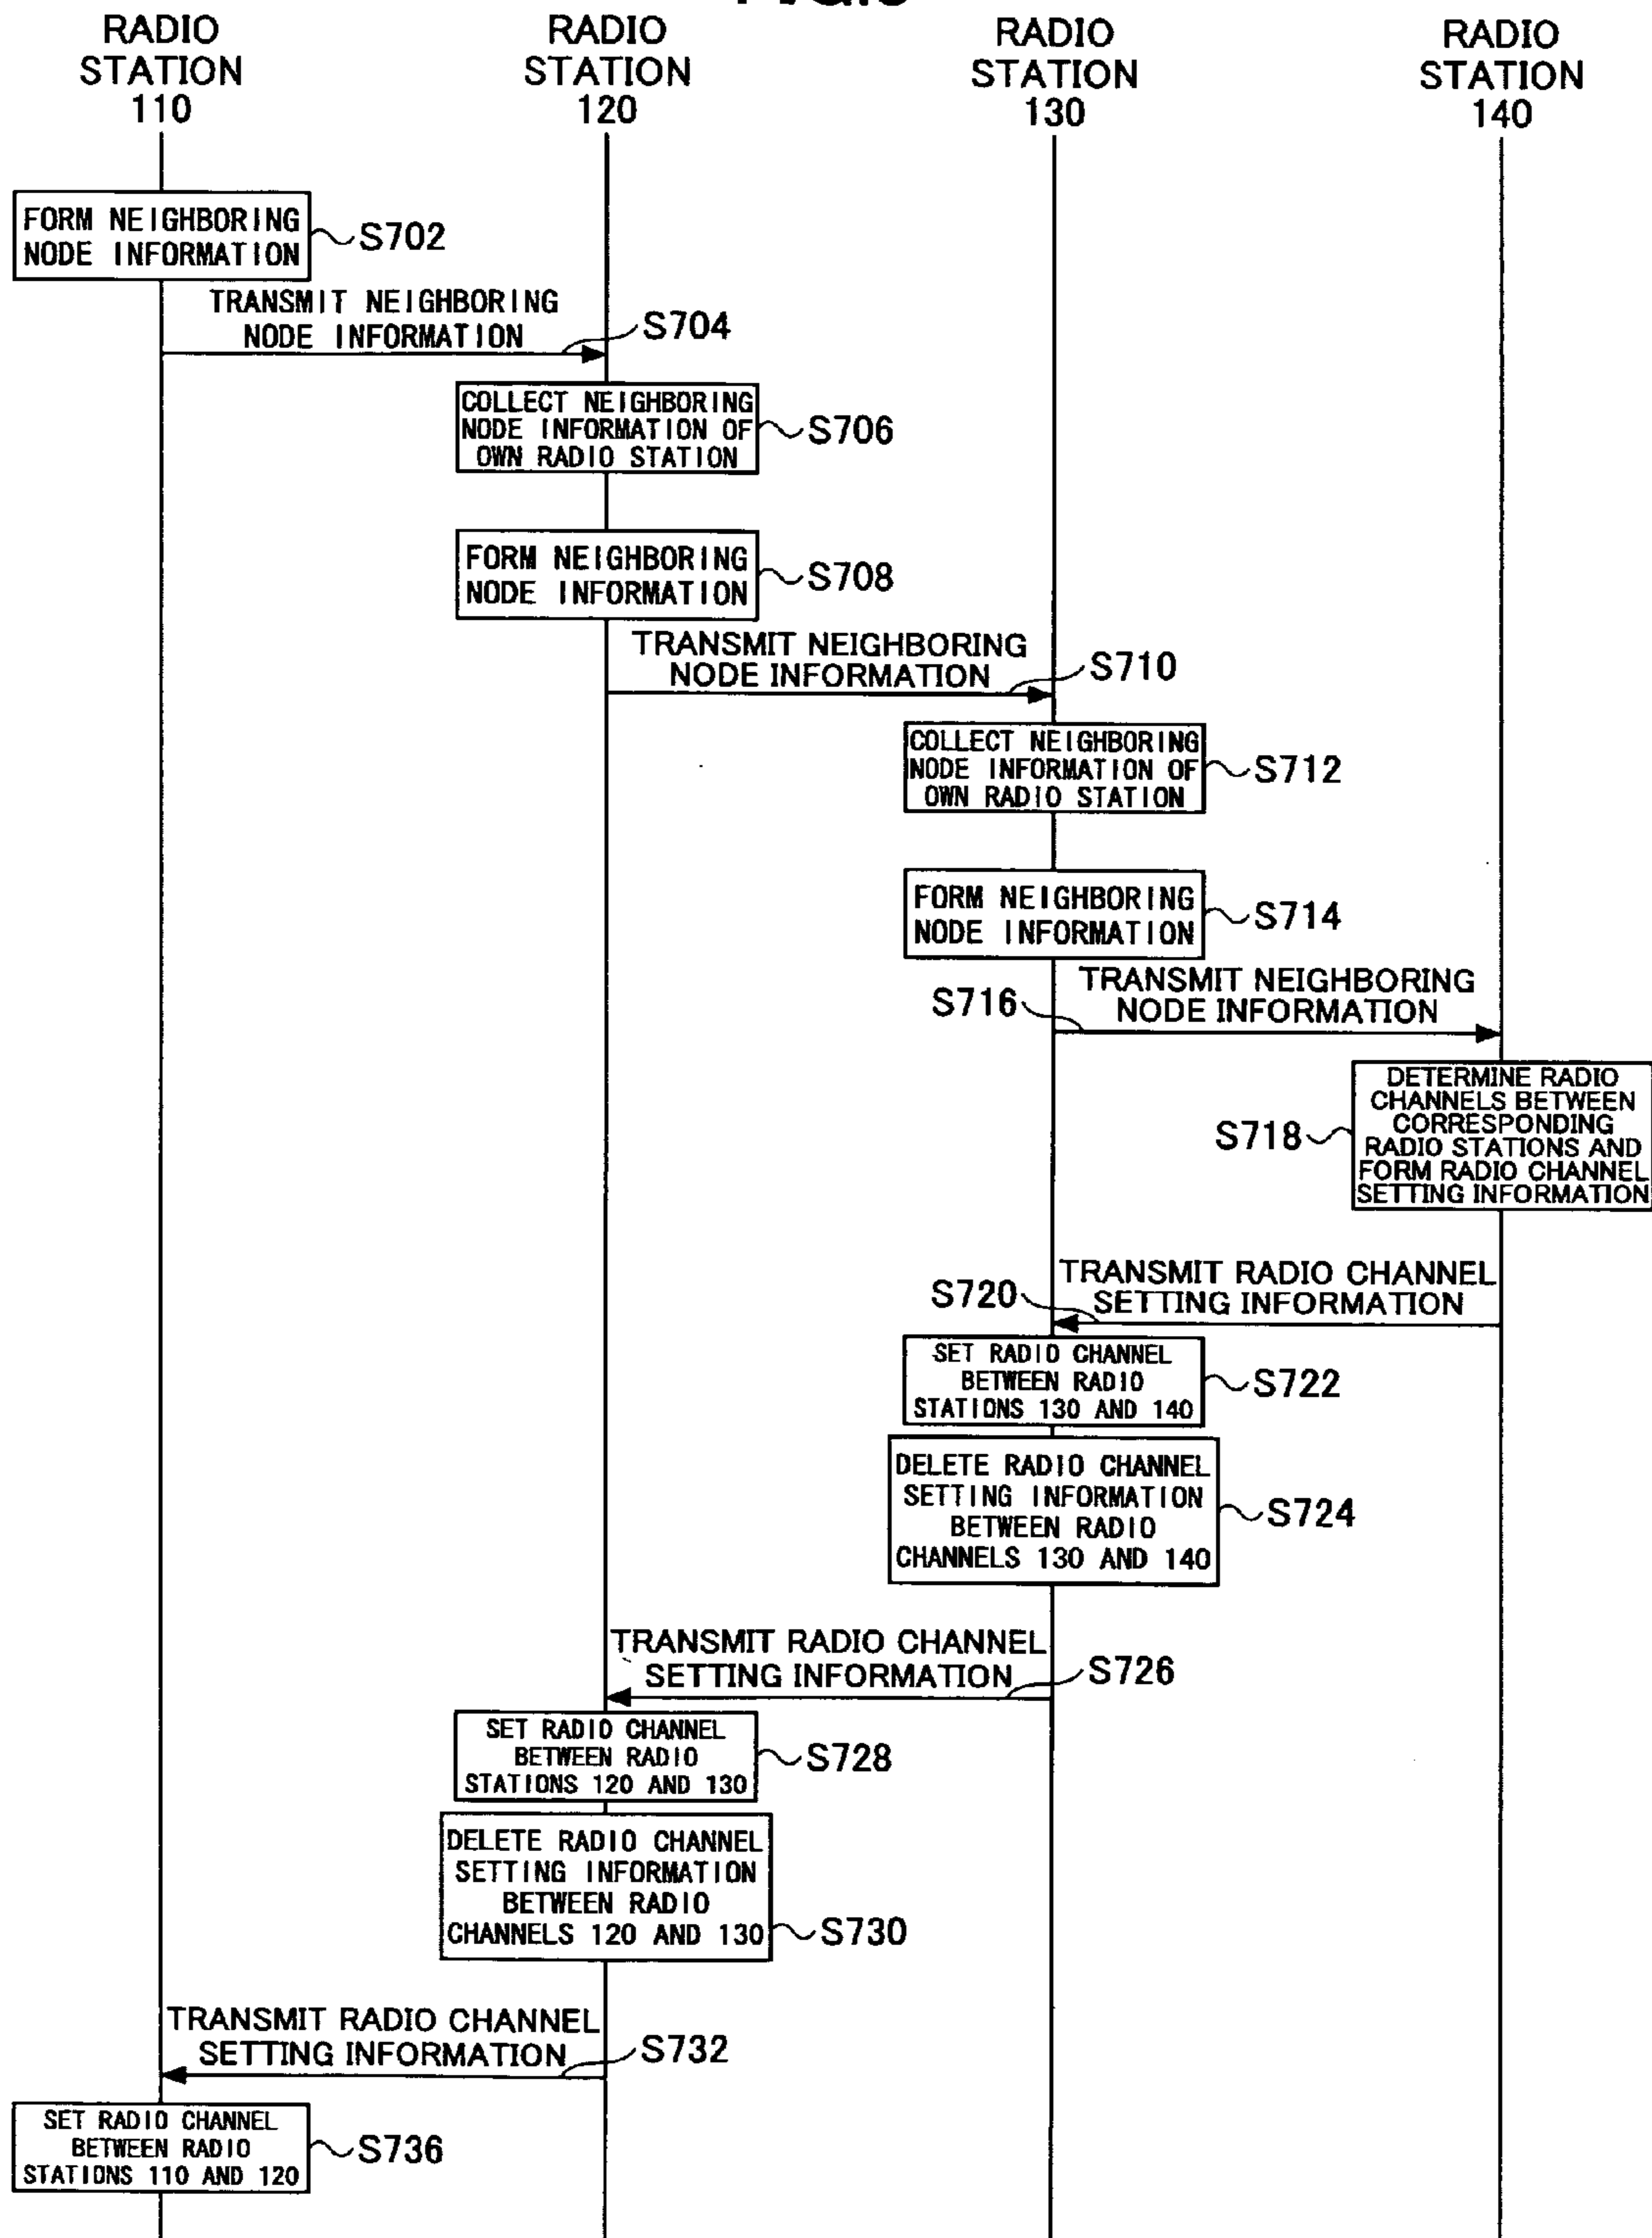 RADIO
STATION
110
RADIO
STATION
120
RADIO
STATION
130
RADIO
STATION
140
FORM NEIGHBORING
NODE INFORMATION
S702
TRANSMIT NEIGHBORING
NODE INFORMATION
S704
COLLECT NEIGHBORING
NODE INFORMATION OF
OWN RADIO STATION
S706
FORM NEIGHBORING
NODE INFORMATION
S708
TRANSMIT NEIGHBORING
NODE INFORMATION
S710
COLLECT NEIGHBORING
NODE INFORMATION OF
OWN RADIO STATION
S712
FORM NEIGHBORING
NODE INFORMATION
S714
TRANSMIT NEIGHBORING
NODE INFORMATION
S716
DETERMINE RADIO
CHANNELS BETWEEN
CORRESPONDING
RADIO STATIONS AND
FORM RADIO CHANNEL
SETTING INFORMATION
S718
TRANSMIT RADIO CHANNEL
SETTING INFORMATION
S720
SET RADIO CHANNEL
BETWEEN RADIO
STATIONS 130 AND 140
S722
DELETE RADIO CHANNEL
SETTING INFORMATION
BETWEEN RADIO
CHANNELS 130 AND 140
S724
TRANSMIT RADIO CHANNEL
SETTING INFORMATION
S726
SET RADIO CHANNEL
BETWEEN RADIO
STATIONS 120 AND 130
S728
DELETE RADIO CHANNEL
SETTING INFORMATION
BETWEEN RADIO
CHANNELS 120 AND 130
S730
TRANSMIT RADIO CHANNEL
SETTING INFORMATION
S732
SET RADIO CHANNEL
BETWEEN RADIO
STATIONS 110 AND 120
S736